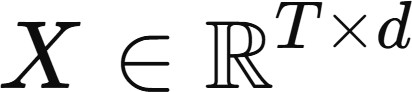 X ∈ ℝ^{T×d}